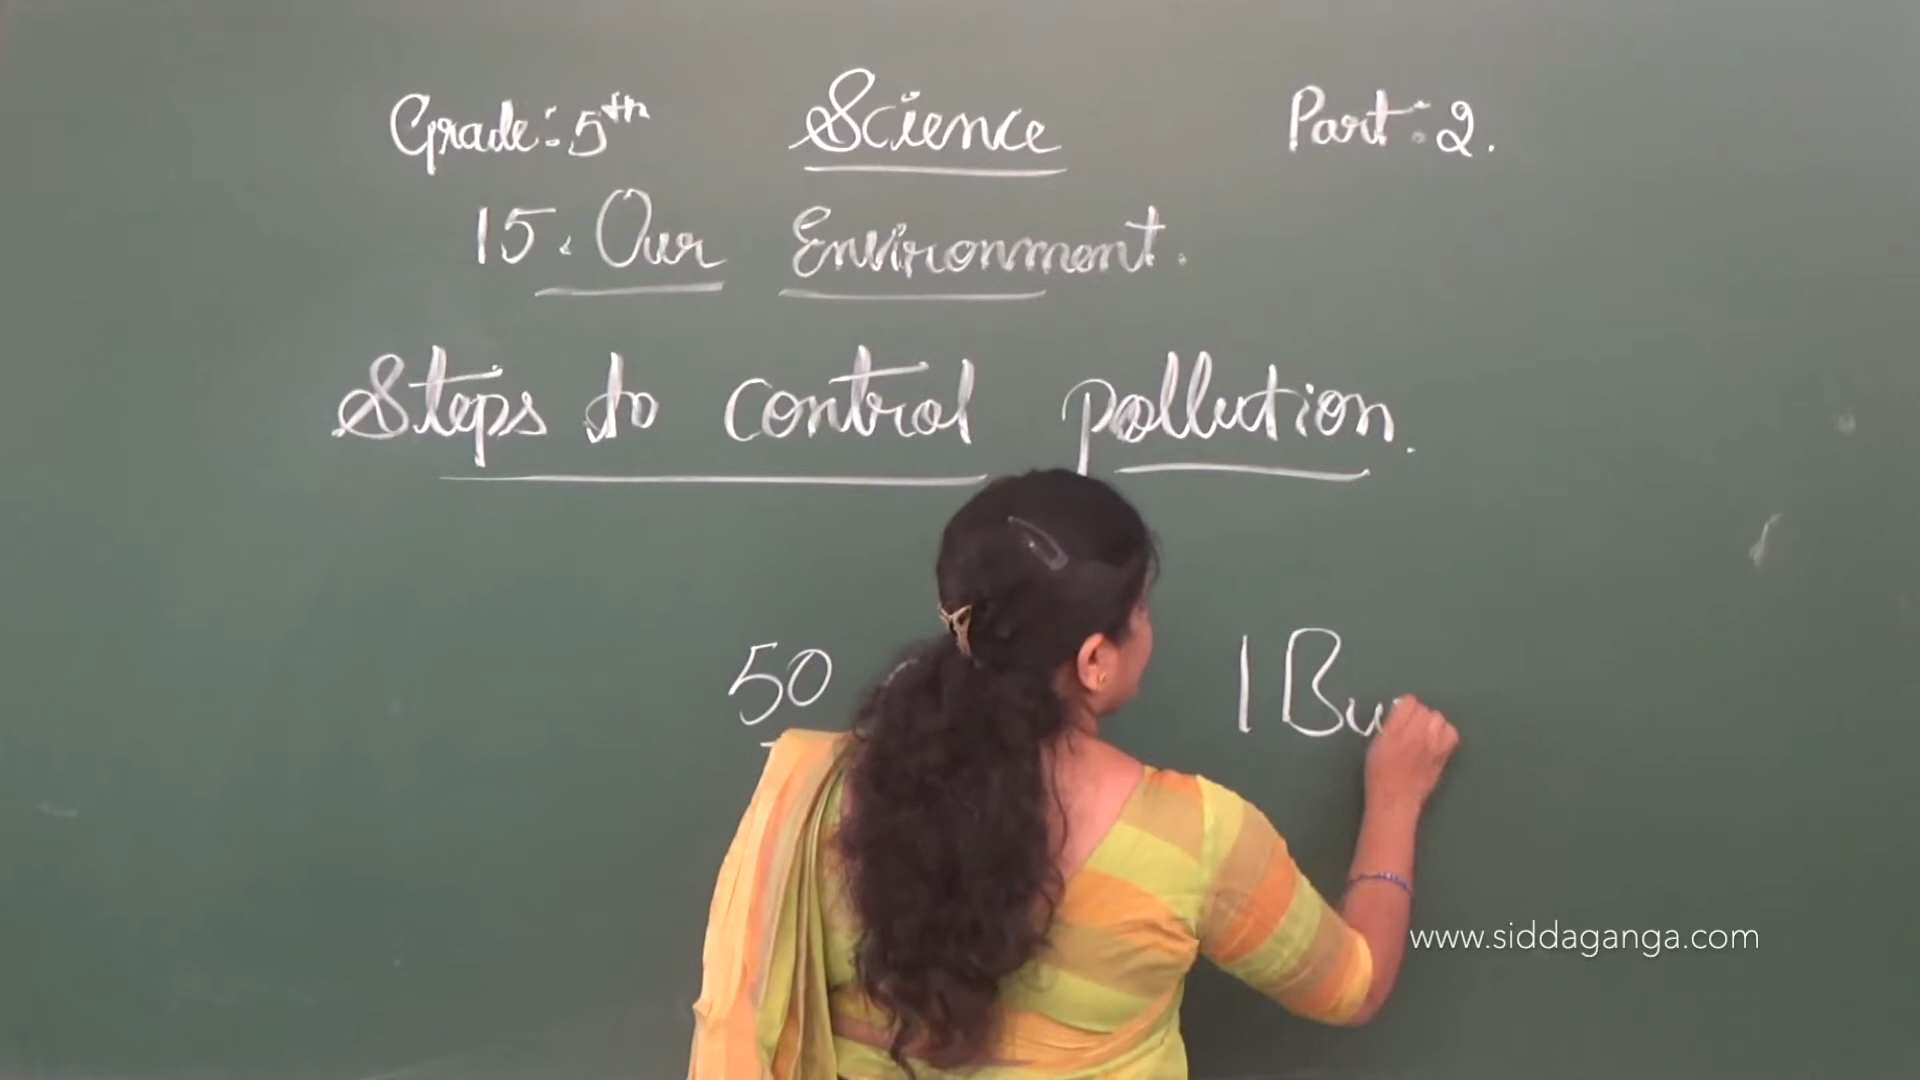 Grade: 5th Science Part: 2.
15. Our Environment.
Steps to control pollution.
50 1 Bu
www.siddaganga.com